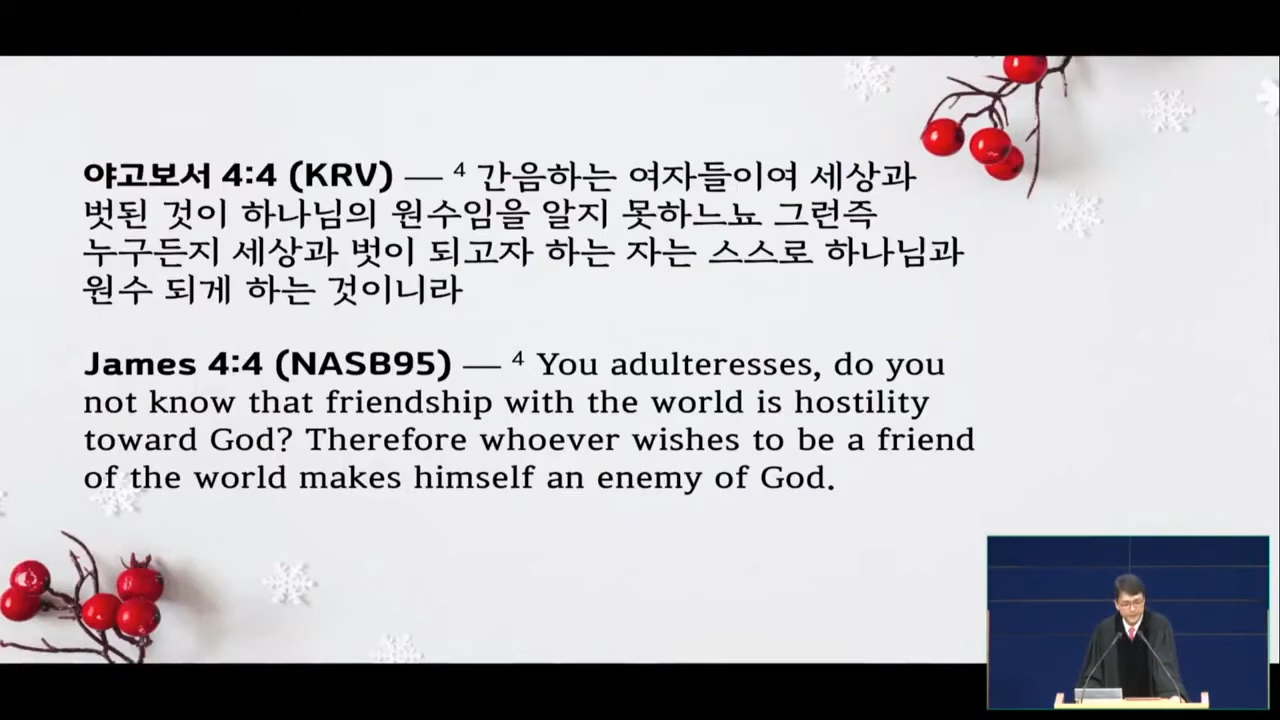 야고보서 4:4 (KRV) — ⁴ 간음하는 여자들이여 세상과
벗된 것이 하나님의 원수임을 알지 못하느뇨 그런즉
누구든지 세상과 벗이 되고자 하는 자는 스스로 하나님과
원수 되게 하는 것이니라
James 4:4 (NASB95) — ⁴ You adulteresses, do you
not know that friendship with the world is hostility
toward God? Therefore whoever wishes to be a friend
of the world makes himself an enemy of God.